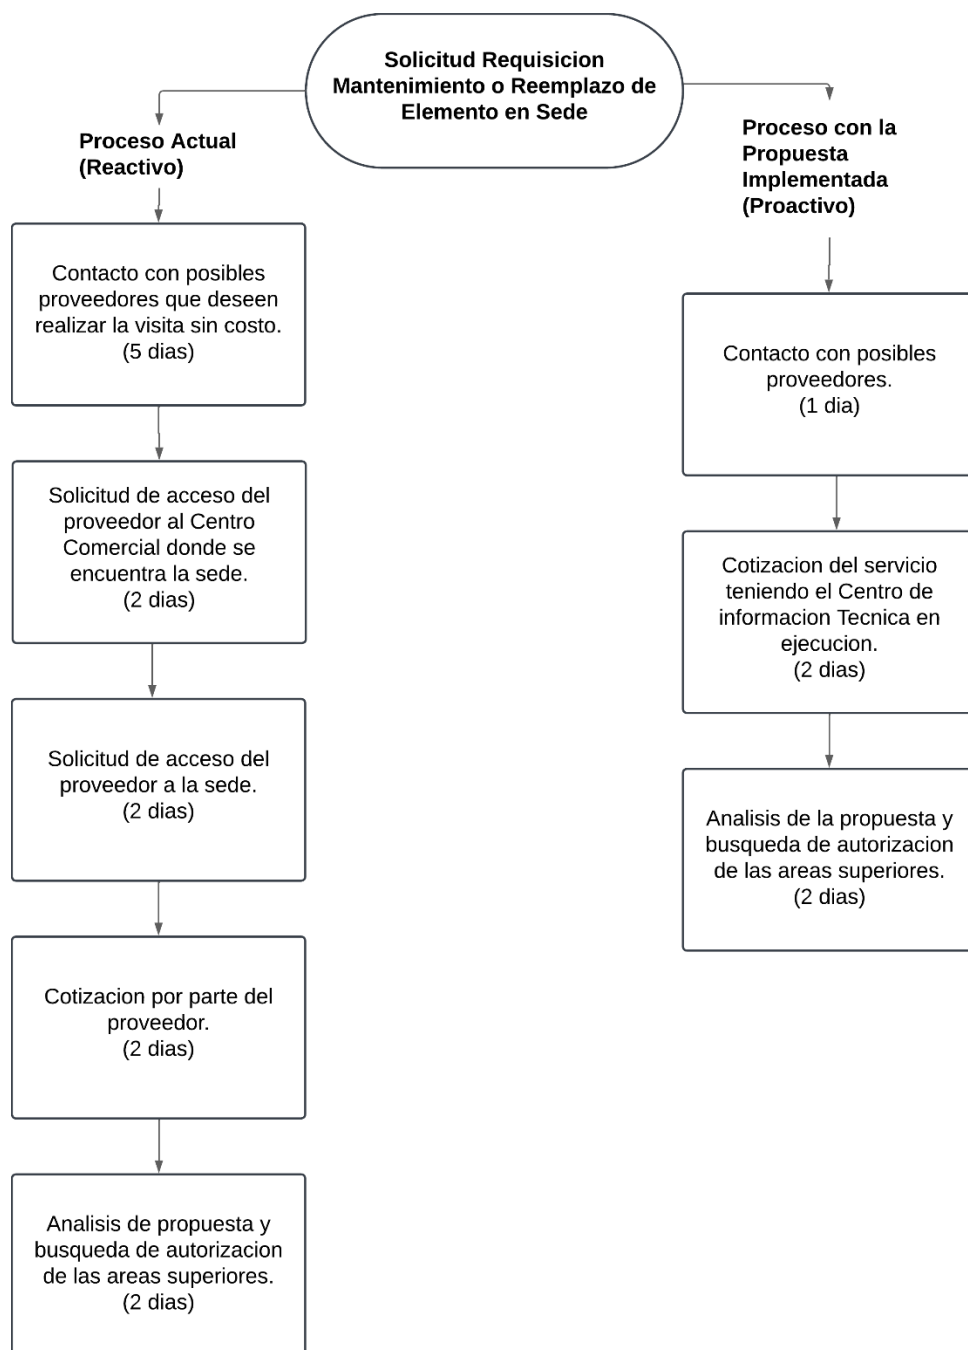 Solicitud Requisicion
Mantenimiento o Reemplazo de
Elemento en Sede
Proceso Actual
(Reactivo)
Contacto con posibles
proveedores que deseen
realizar la visita sin costo.
(5 dias)
Solicitud de acceso del
proveedor al Centro
Comercial donde se
encuentra la sede.
(2 dias)
Solicitud de acceso del
proveedor a la sede.
(2 dias)
Cotizacion por parte del
proveedor.
(2 dias)
Analisis de propuesta y
busqueda de autorizacion
de las areas superiores.
(2 dias)
Proceso con la
Propuesta
Implementada
(Proactivo)
Contacto con posibles
proveedores.
(1 dia)
Cotizacion del servicio
teniendo el Centro de
informacion Tecnica en
ejecucion.
(2 dias)
Analisis de la propuesta y
busqueda de autorizacion
de las areas superiores.
(2 dias)